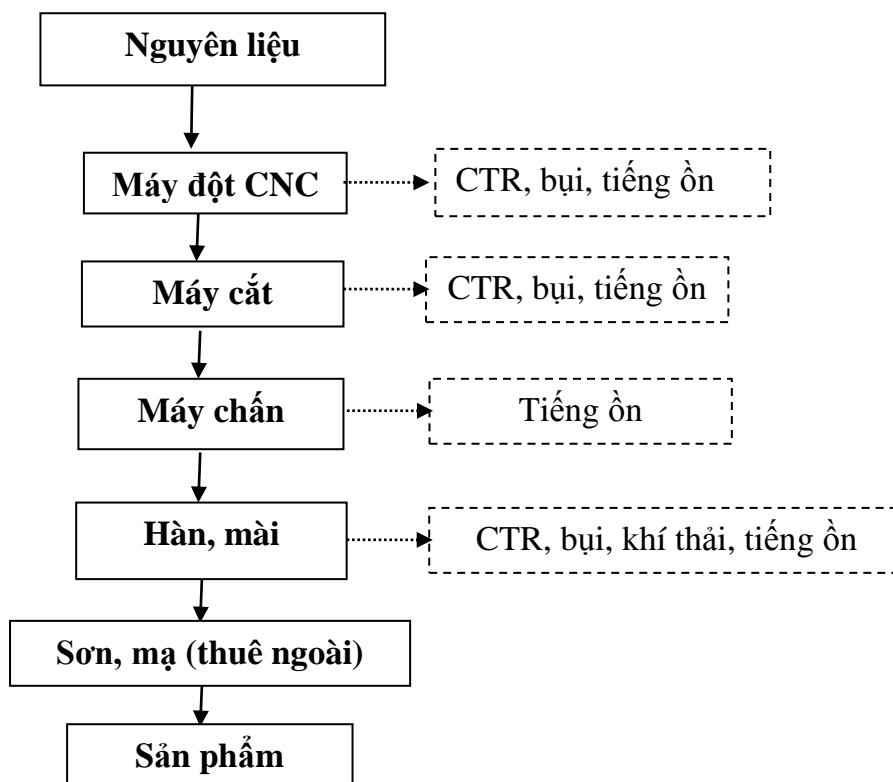 Nguyên liệu
Máy đột CNC
CTR, bụi, tiếng ồn
Máy cắt
CTR, bụi, tiếng ồn
Máy chấn
Tiếng ồn
Hàn, mài
CTR, bụi, khí thải, tiếng ồn
Sơn, mạ (thuê ngoài)
Sản phẩm